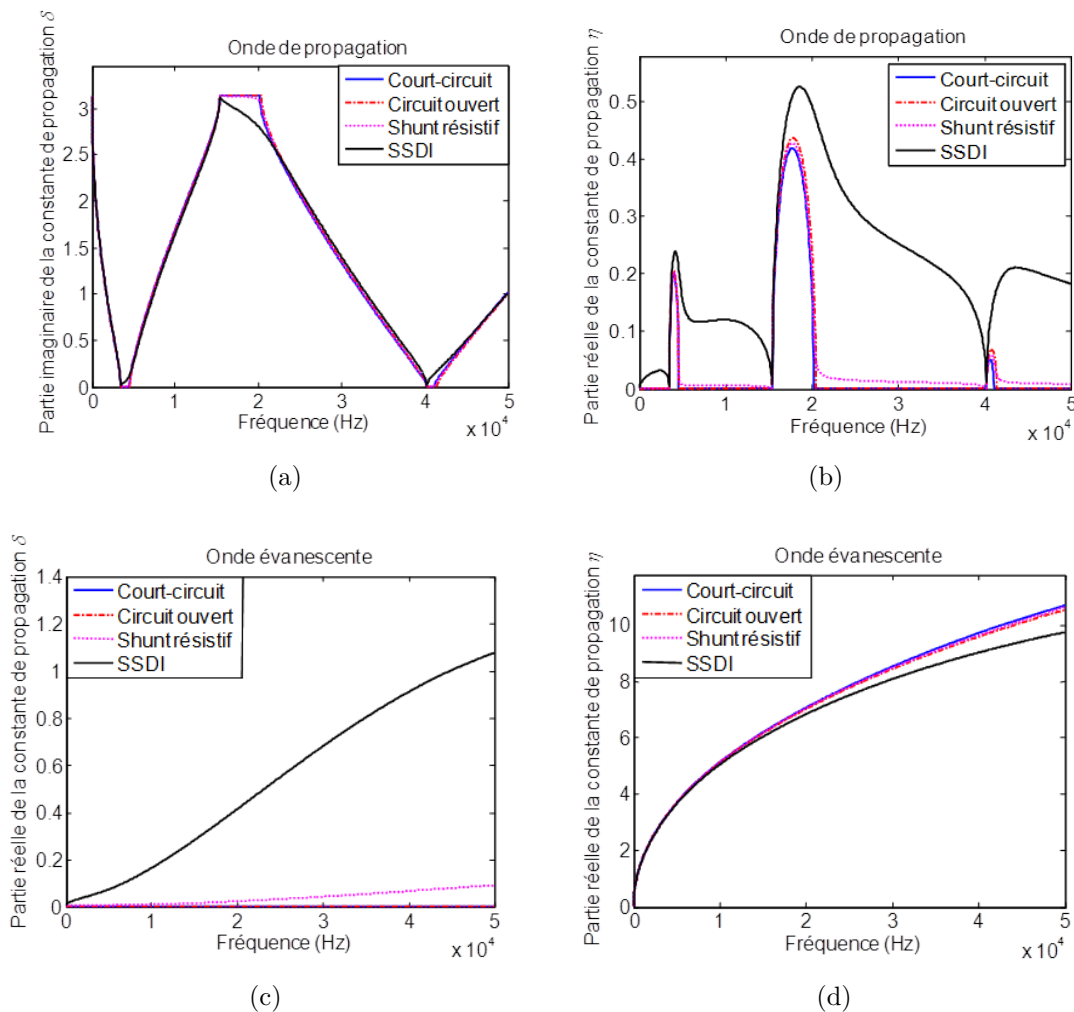 Onde de propagation
Partie imaginaire de la constante de propagation δ
3
2.5
2
1.5
1
0.5
0
Court-circuit
Circuit ouvert
Shunt résistif
SSDI
0 1 2 3 4 5
Fréquence (Hz)
x 10^4
(a)
Onde de propagation
Partie réelle de la constante de propagation η
0.5
0.4
0.3
0.2
0.1
0
Court-circuit
Circuit ouvert
Shunt résistif
SSDI
0 1 2 3 4 5
Fréquence (Hz)
x 10^4
(b)
Onde évanescente
Partie réelle de la constante de propagation δ
1.4
1.2
1
0.8
0.6
0.4
0.2
0
Court-circuit
Circuit ouvert
Shunt résistif
SSDI
0 1 2 3 4 5
Fréquence (Hz)
x 10^4
(c)
Onde évanescente
Partie réelle de la constante de propagation η
10
8
6
4
2
0
Court-circuit
Circuit ouvert
Shunt résistif
SSDI
0 1 2 3 4 5
Fréquence (Hz)
x 10^4
(d)